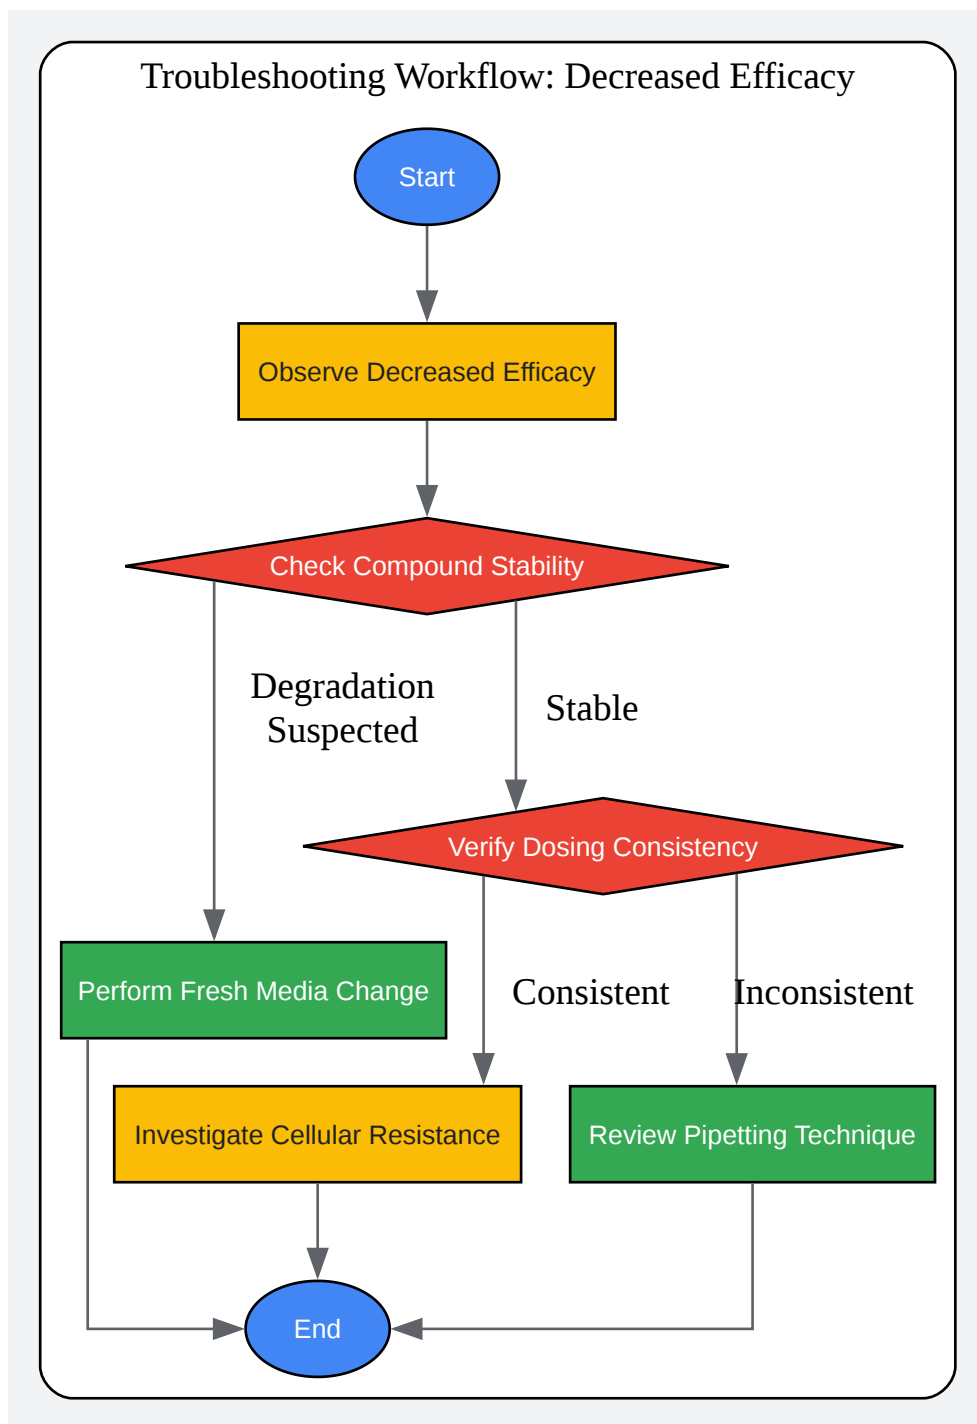 Troubleshooting Workflow: Decreased Efficacy
Start
Observe Decreased Efficacy
Check Compound Stability
Degradation
Suspected
Stable
Verify Dosing Consistency
Perform Fresh Media Change
Consistent
Inconsistent
Investigate Cellular Resistance
Review Pipetting Technique
End